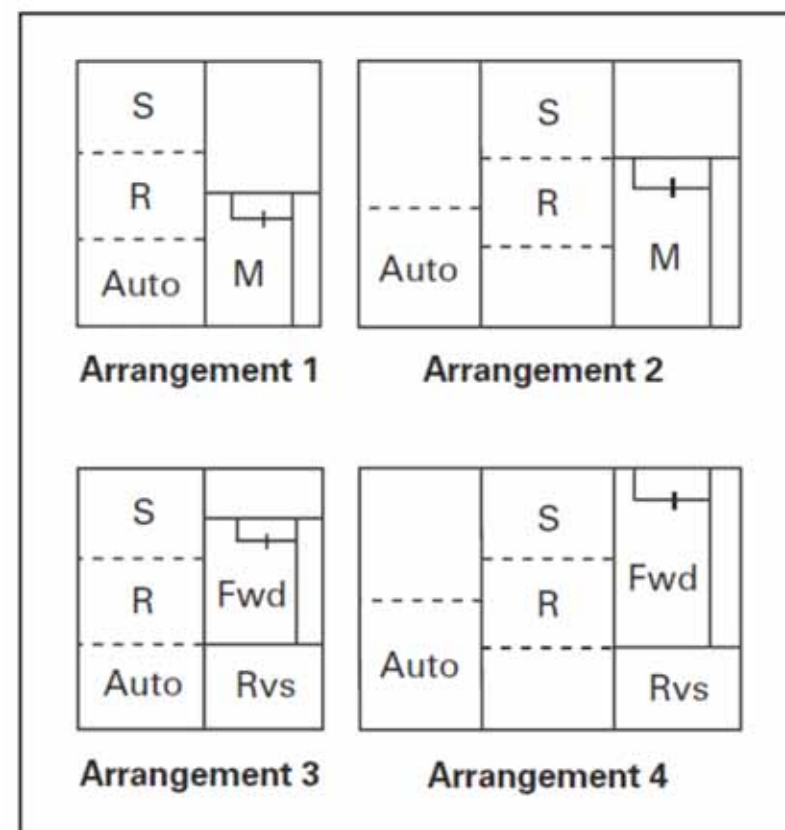 S
R
Auto
M
Arrangement 1
S
R
Auto
M
Arrangement 2
S
R
Auto
Fwd
Rvs
Arrangement 3
S
R
Auto
Fwd
Rvs
Arrangement 4